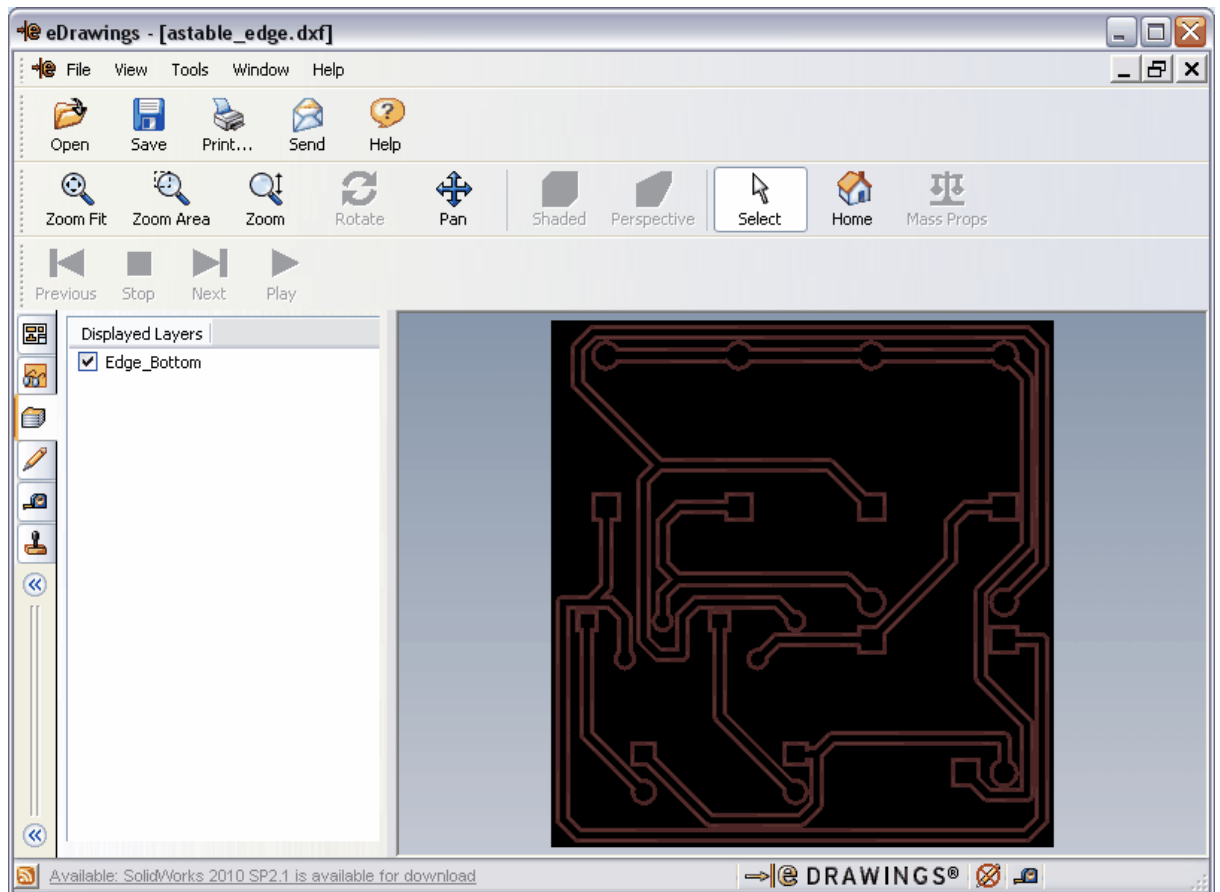 eDrawings - [astable_edge.dxf]
File View Tools Window Help
Open Save Print... Send Help
Zoom Fit Zoom Area Zoom Rotate Pan Shaded Perspective Select Home Mass Props
Previous Stop Next Play
Displayed Layers
Edge_Bottom
Available: SolidWorks 2010 SP2.1 is available for download
e DRAWINGS®